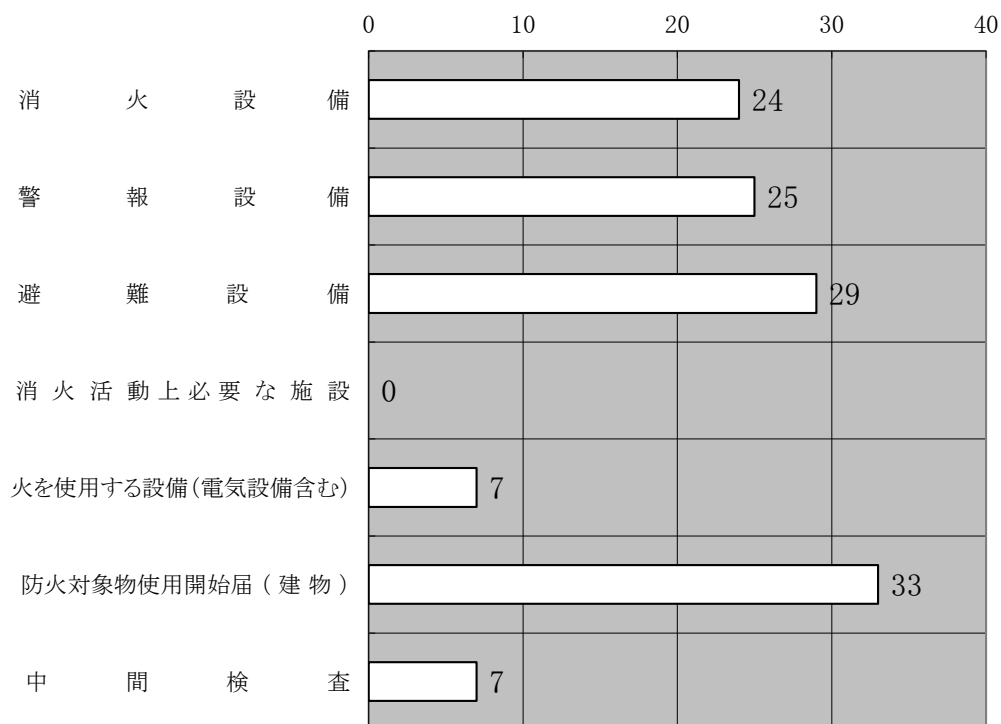 0 10 20 30 40
消火設備 24
警報設備 25
避難設備 29
消火活動上必要な施設 0
火を使用する設備(電気設備含む) 7
防火対象物使用開始届(建物) 33
中間検査 7